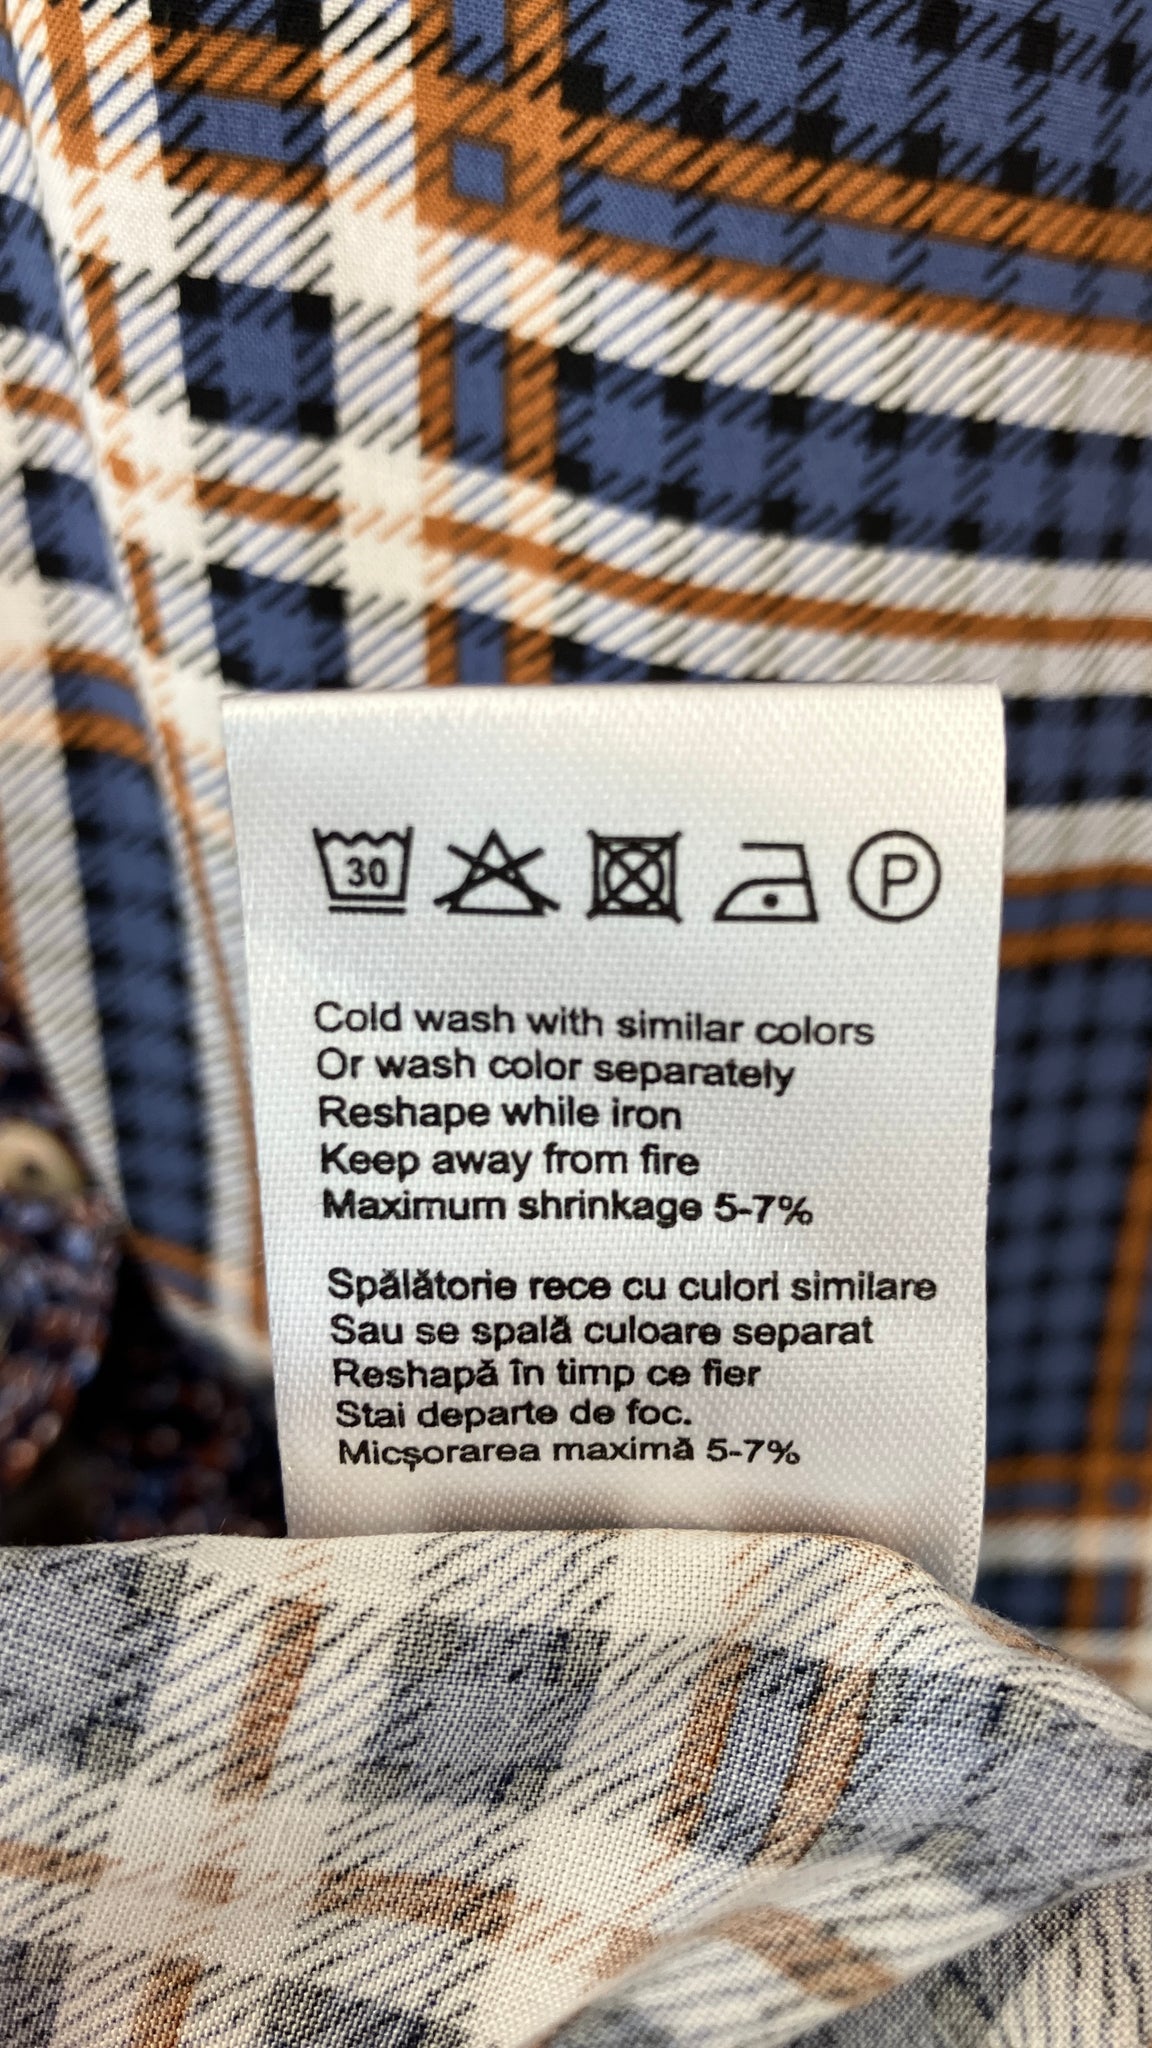 30 P
Cold wash with similar colors
Or wash color separately
Reshape while iron
Keep away from fire
Maximum shrinkage 5-7%
Spălătorie rece cu culori similare
Sau se spală culoare separat
Reshapă în timp ce fier
Stai departe de foc.
Micșorarea maximă 5-7%